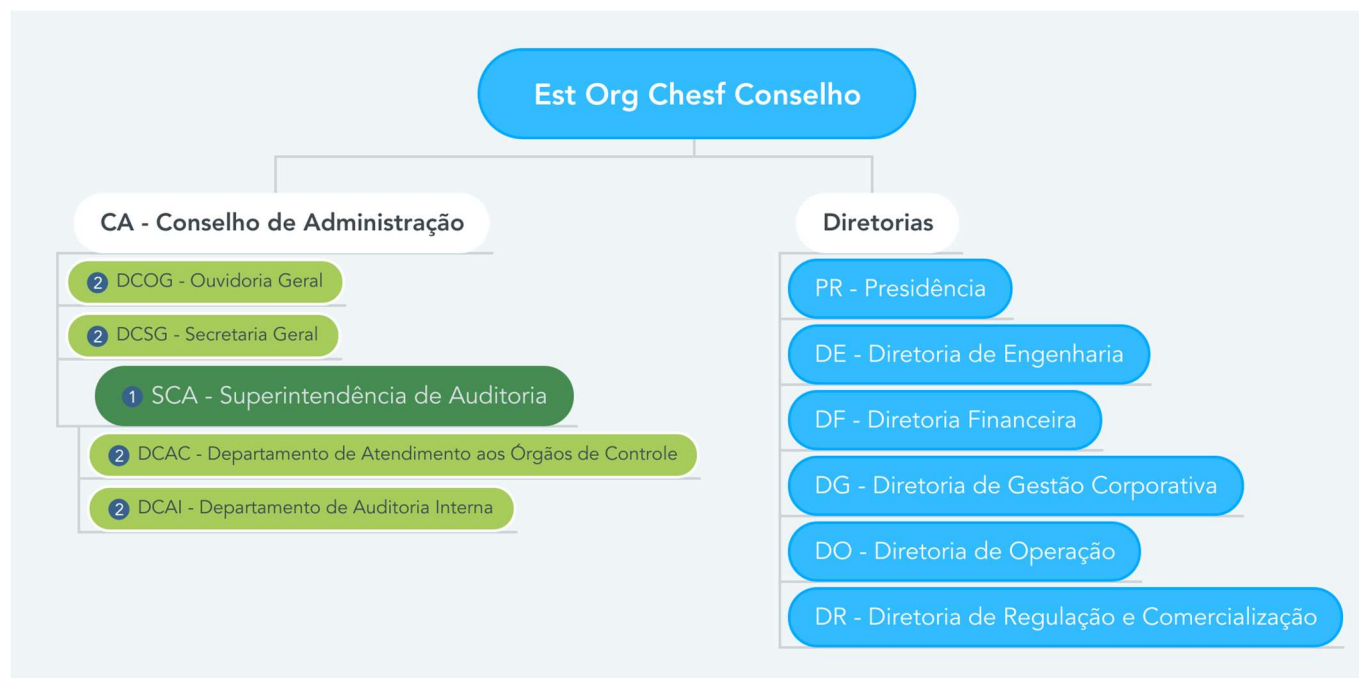 Est Org Chesf Conselho
CA - Conselho de Administração
2 DCOG - Ouvidoria Geral
2 DCSG - Secretaria Geral
1 SCA - Superintendência de Auditoria
2 DCAC - Departamento de Atendimento aos Órgãos de Controle
2 DCAI - Departamento de Auditoria Interna
Diretorias
PR - Presidência
DE - Diretoria de Engenharia
DF - Diretoria Financeira
DG - Diretoria de Gestão Corporativa
DO - Diretoria de Operação
DR - Diretoria de Regulação e Comercialização